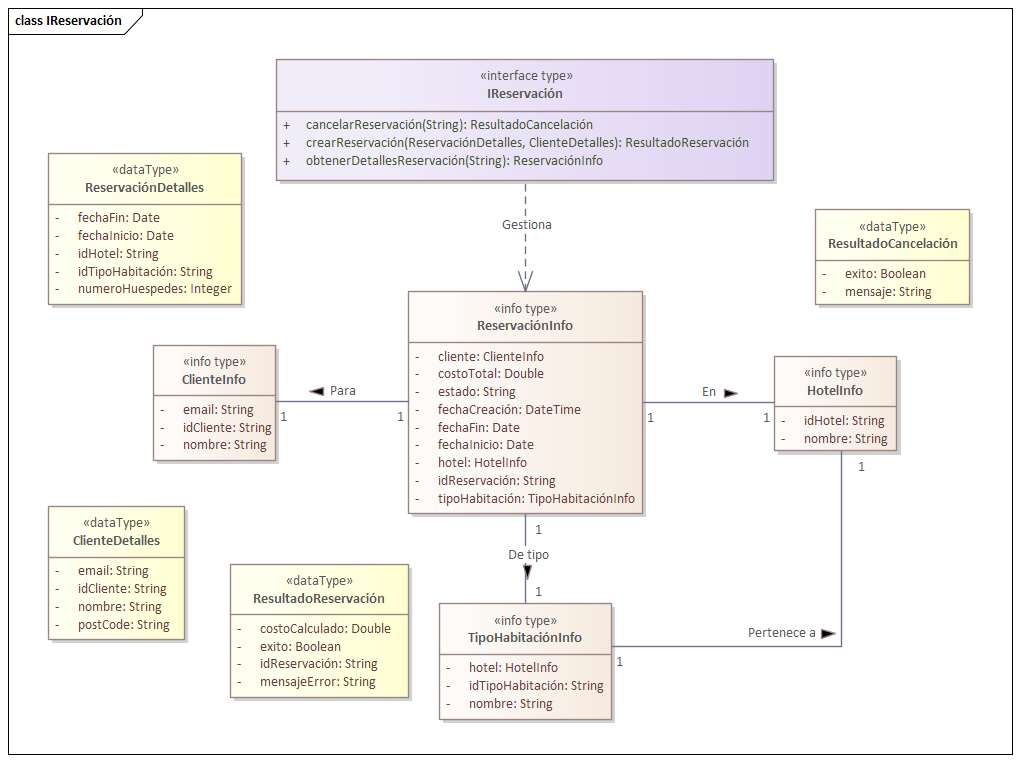 class IReservación
«interface type»
IReservación
+ cancelarReservación(String): ResultadoCancelación
+ crearReservación(ReservaciónDetalles, ClienteDetalles): ResultadoReservación
+ obtenerDetallesReservación(String): ReservaciónInfo
«dataType»
ReservaciónDetalles
- fechaFin: Date
- fechaInicio: Date
- idHotel: String
- idTipoHabitación: String
- numeroHuespedes: Integer
Gestiona
«dataType»
ResultadoCancelación
- exito: Boolean
- mensaje: String
«info type»
ReservaciónInfo
- cliente: ClienteInfo
- costoTotal: Double
- estado: String
- fechaCreación: DateTime
- fechaFin: Date
- fechaInicio: Date
- hotel: HotelInfo
- idReservación: String
- tipoHabitación: TipoHabitaciónInfo
«info type»
ClienteInfo
- email: String
- idCliente: String
- nombre: String
Para
1
1
En
1
1
«info type»
HotelInfo
- idHotel: String
- nombre: String
1
«dataType»
ClienteDetalles
- email: String
- idCliente: String
- nombre: String
- postCode: String
«dataType»
ResultadoReservación
- costoCalculado: Double
- exito: Boolean
- idReservación: String
- mensajeError: String
1
De tipo
1
«info type»
TipoHabitaciónInfo
- hotel: HotelInfo
- idTipoHabitación: String
- nombre: String
Pertenece a
1